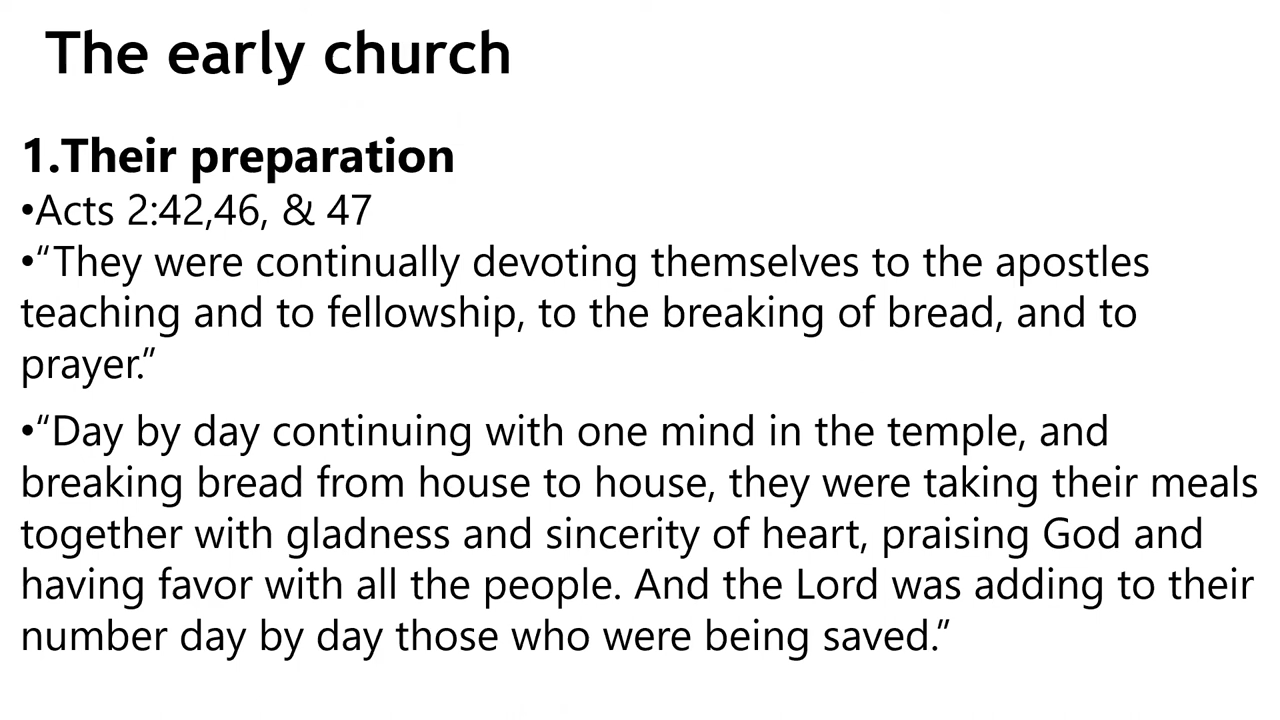 The early church
1.Their preparation
•Acts 2:42,46, & 47
•“They were continually devoting themselves to the apostles
teaching and to fellowship, to the breaking of bread, and to
prayer.”
•“Day by day continuing with one mind in the temple, and
breaking bread from house to house, they were taking their meals
together with gladness and sincerity of heart, praising God and
having favor with all the people. And the Lord was adding to their
number day by day those who were being saved.”